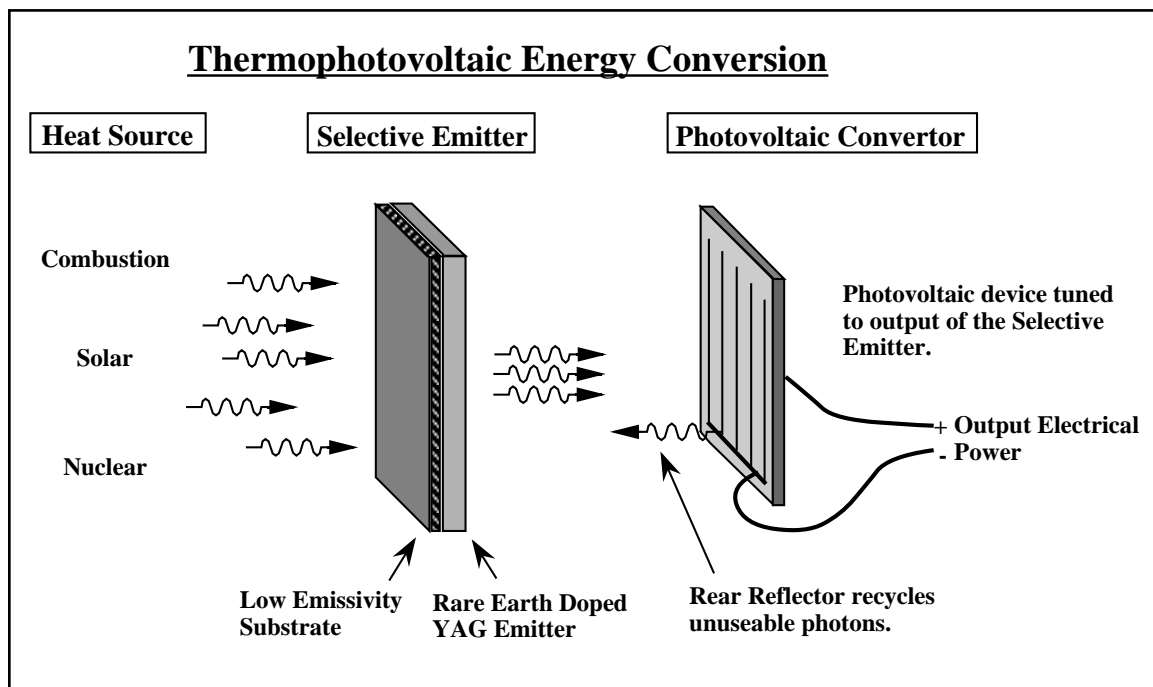 Thermophotovoltaic Energy Conversion
Heat Source
Selective Emitter
Photovoltaic Convertor
Combustion
Solar
Nuclear
Photovoltaic device tuned
to output of the Selective
Emitter.
+ Output Electrical
- Power
Low Emissivity
Substrate
Rare Earth Doped
YAG Emitter
Rear Reflector recycles
unuseable photons.